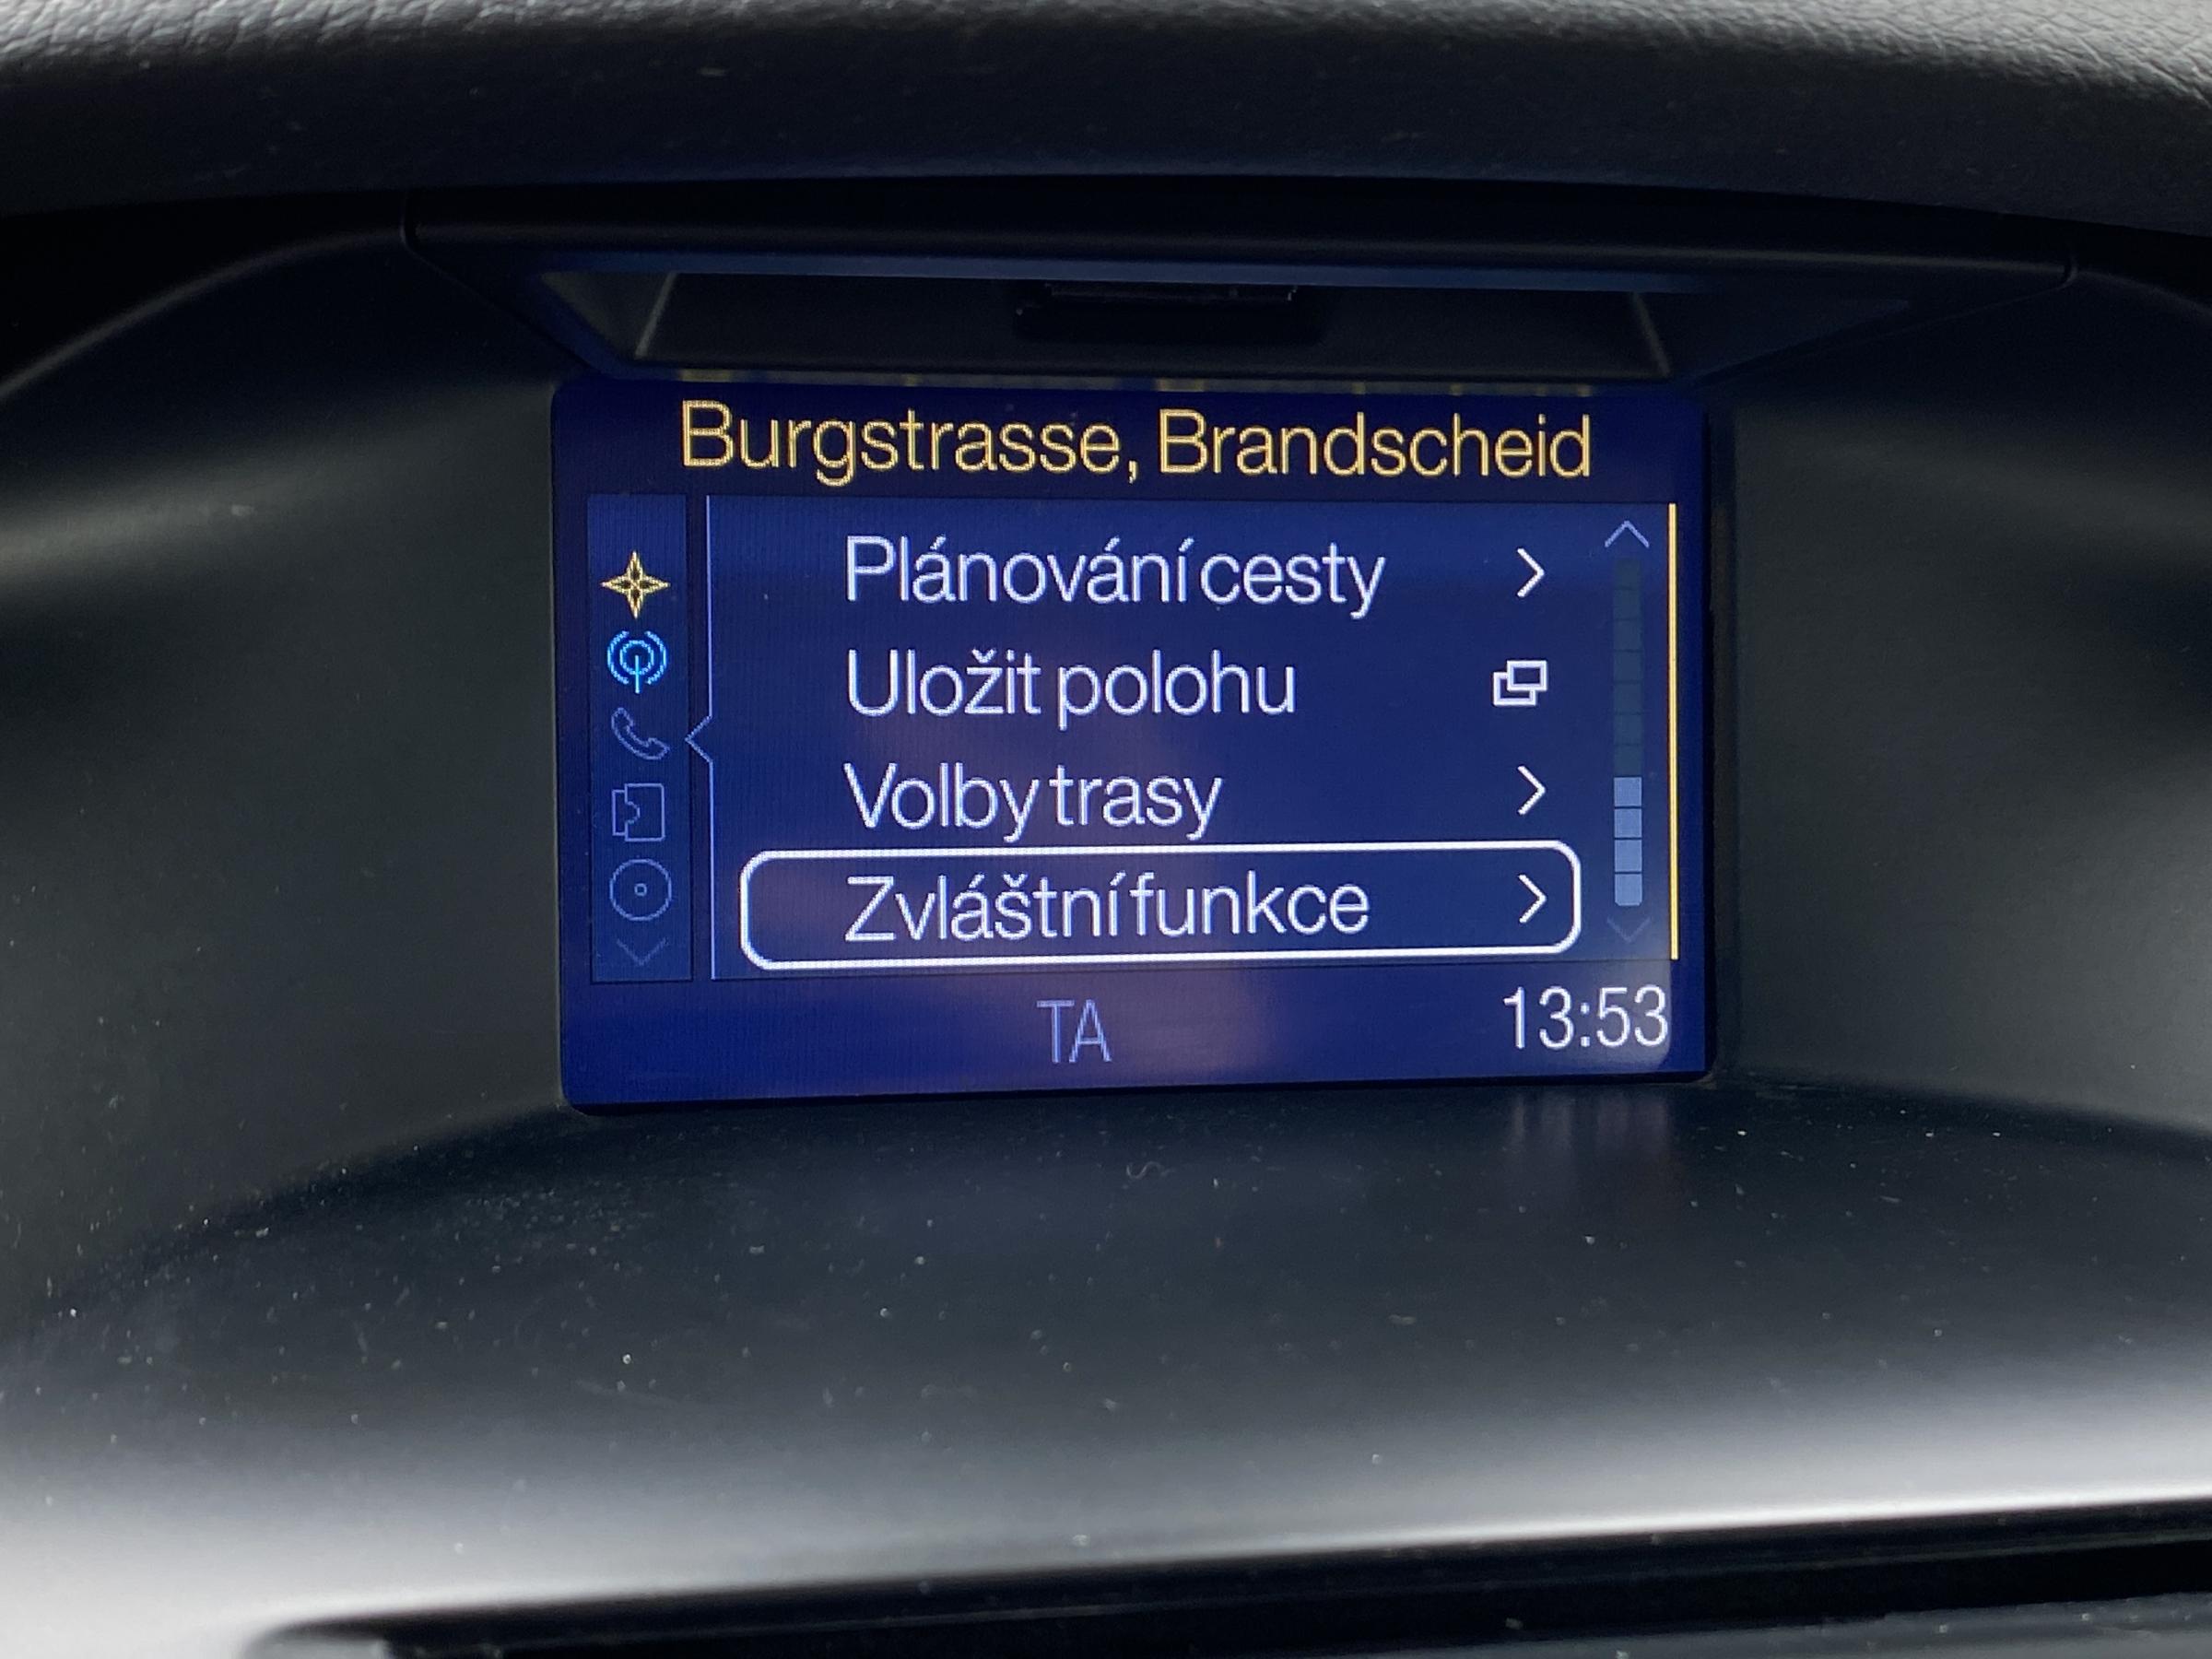 Burgstrasse, Brandscheid
Plánování cesty
Uložit polohu
Volby trasy
Zvláštní funkce
TA
13:53